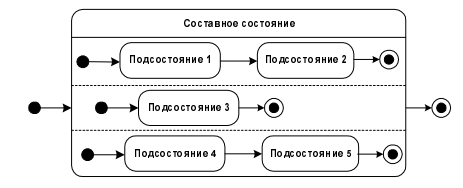 Составное состояние
Подсостояние 1
Подсостояние 2
Подсостояние 3
Подсостояние 4
Подсостояние 5